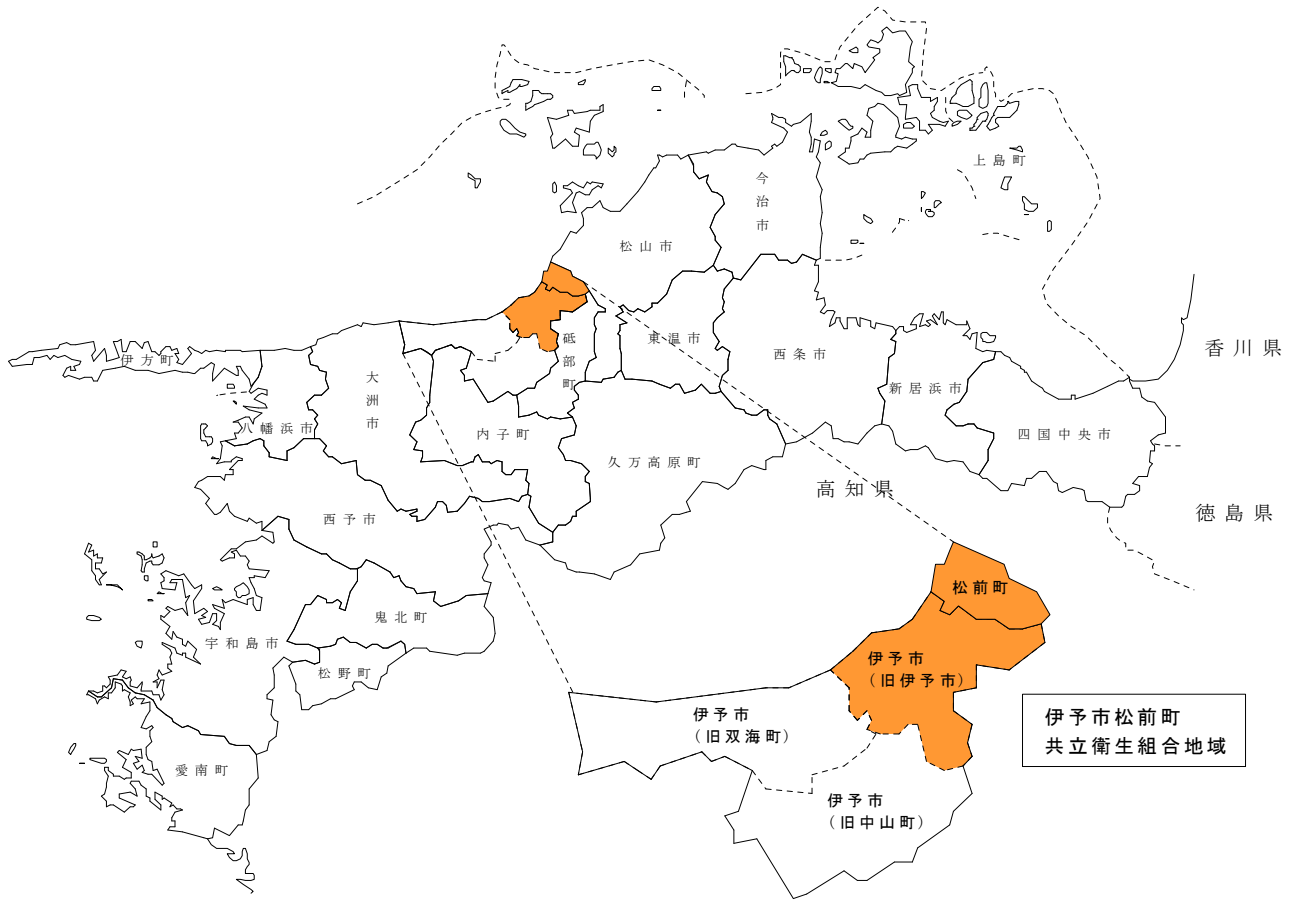 上島町
今治市
松山市
香川県
伊方町
砥部町
東温市
西条市
大洲市
新居浜市
八幡浜市
内子町
四国中央市
久万高原町
高知県
西予市
徳島県
松前町
鬼北町
宇和島市
松野町
伊予市
(旧伊予市)
伊予市
(旧双海町)
伊予市松前町
共立衛生組合地域
愛南町
伊予市
(旧中山町)